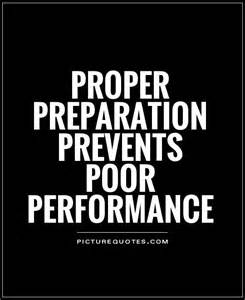 PROPER
PREPARATION
PREVENTS
POOR
PERFORMANCE
PICTUREQUOTES.COM